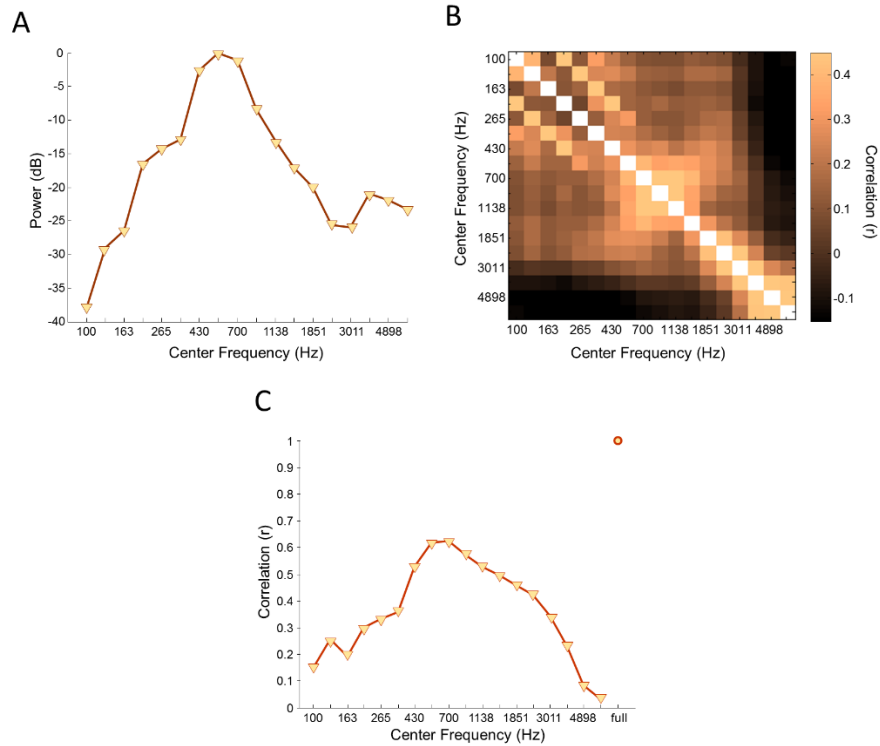 A
0
-5
-10
-15
-20
-25
-30
-35
-40
Power (dB)
100 163 265 430 700 1138 1851 3011 4898
Center Frequency (Hz)
B
100
163
265
430
700
1138
1851
3011
4898
Center Frequency (Hz)
100 163 265 430 700 1138 1851 3011 4898
Center Frequency (Hz)
0.4
0.3
0.2
0.1
0
-0.1
Correlation (r)
C
1
0.9
0.8
0.7
0.6
0.5
0.4
0.3
0.2
0.1
0
Correlation (r)
100 163 265 430 700 1138 1851 3011 4898 full
Center Frequency (Hz)